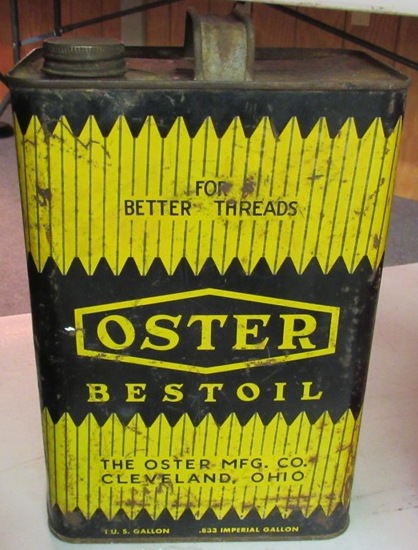 FOR
BETTER THREADS
OSTER
BESTOIL
THE OSTER MFG. CO.
CLEVELAND, OHIO
1 U. S. GALLON .833 IMPERIAL GALLON